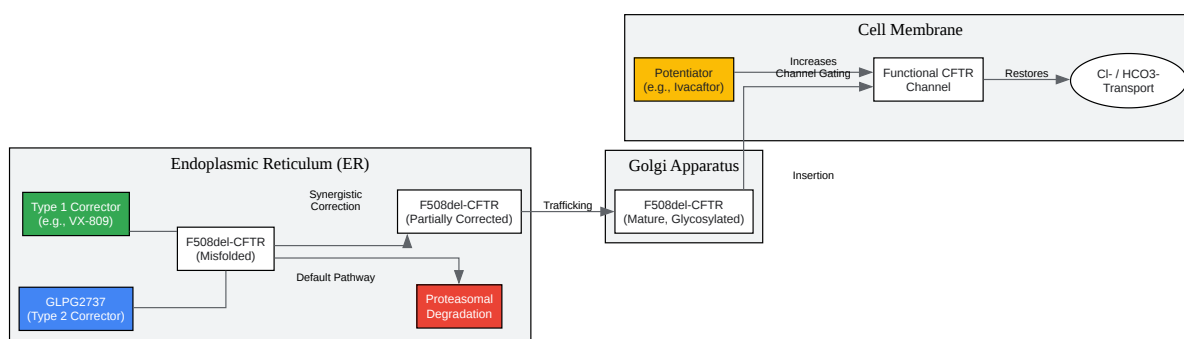 Cell Membrane
Potentiator
(e.g., Ivacaftor)
Increases
Channel Gating
Functional CFTR
Channel
Restores
Cl- / HCO3-
Transport
Endoplasmic Reticulum (ER)
Type 1 Corrector
(e.g., VX-809)
GLPG2737
(Type 2 Corrector)
F508del-CFTR
(Misfolded)
Synergistic
Correction
Default Pathway
F508del-CFTR
(Partially Corrected)
Proteasomal
Degradation
Trafficking
Golgi Apparatus
F508del-CFTR
(Mature, Glycosylated)
Insertion